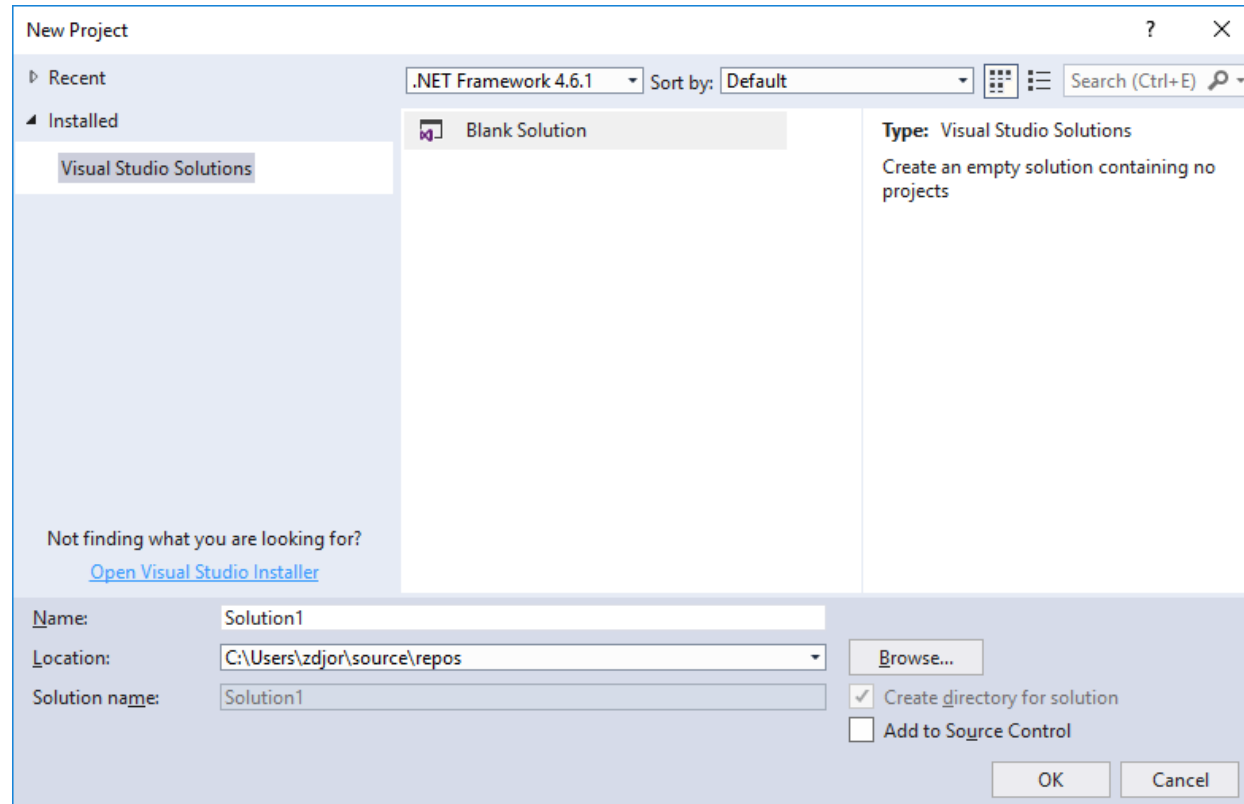 New Project
?
Recent
.NET Framework 4.6.1
Sort by: Default
Search (Ctrl+E)
Installed
Visual Studio Solutions
Blank Solution
Type: Visual Studio Solutions
Create an empty solution containing no
projects
Not finding what you are looking for?
Open Visual Studio Installer
Name: Solution1
Location: C:\Users\zdjor\source\repos
Browse...
Solution name: Solution1
Create directory for solution
Add to Source Control
OK
Cancel